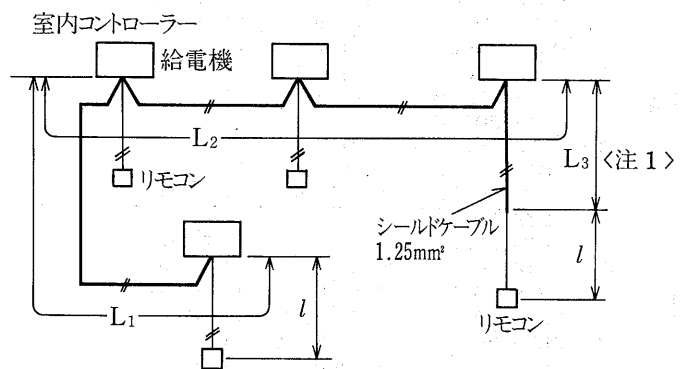 室内コントローラー
給電機
L₂
L₃〈注1〉
リモコン
シールドケーブル
1.25mm²
l
l
L₁
リモコン